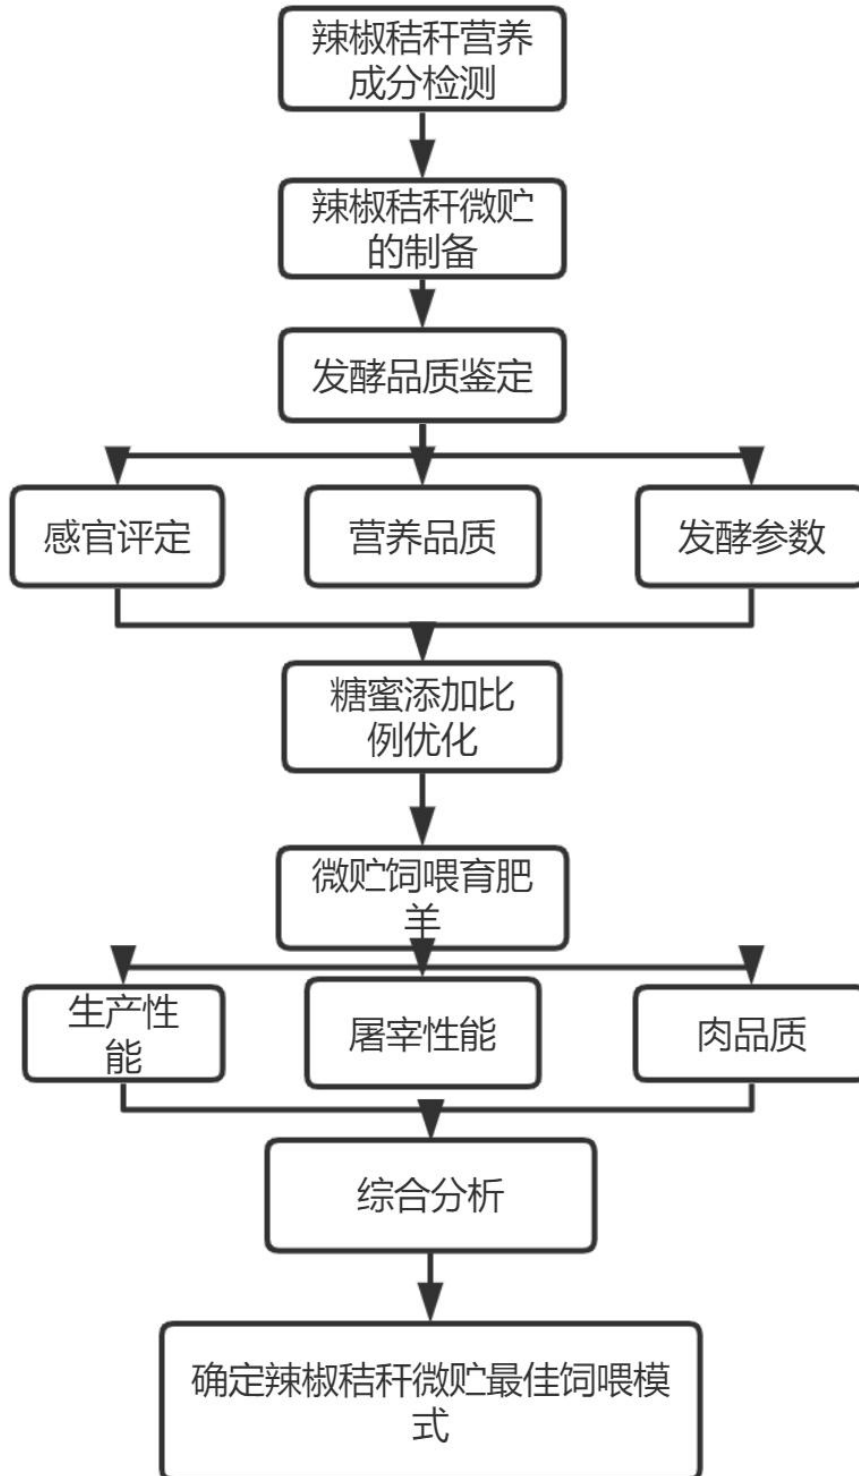 辣椒秸秆营养
成分检测
辣椒秸秆微贮
的制备
发酵品质鉴定
感官评定
营养品质
发酵参数
糖蜜添加比
例优化
微贮饲喂育肥
羊
生产性
能
屠宰性能
肉品质
综合分析
确定辣椒秸秆微贮最佳饲喂模
式